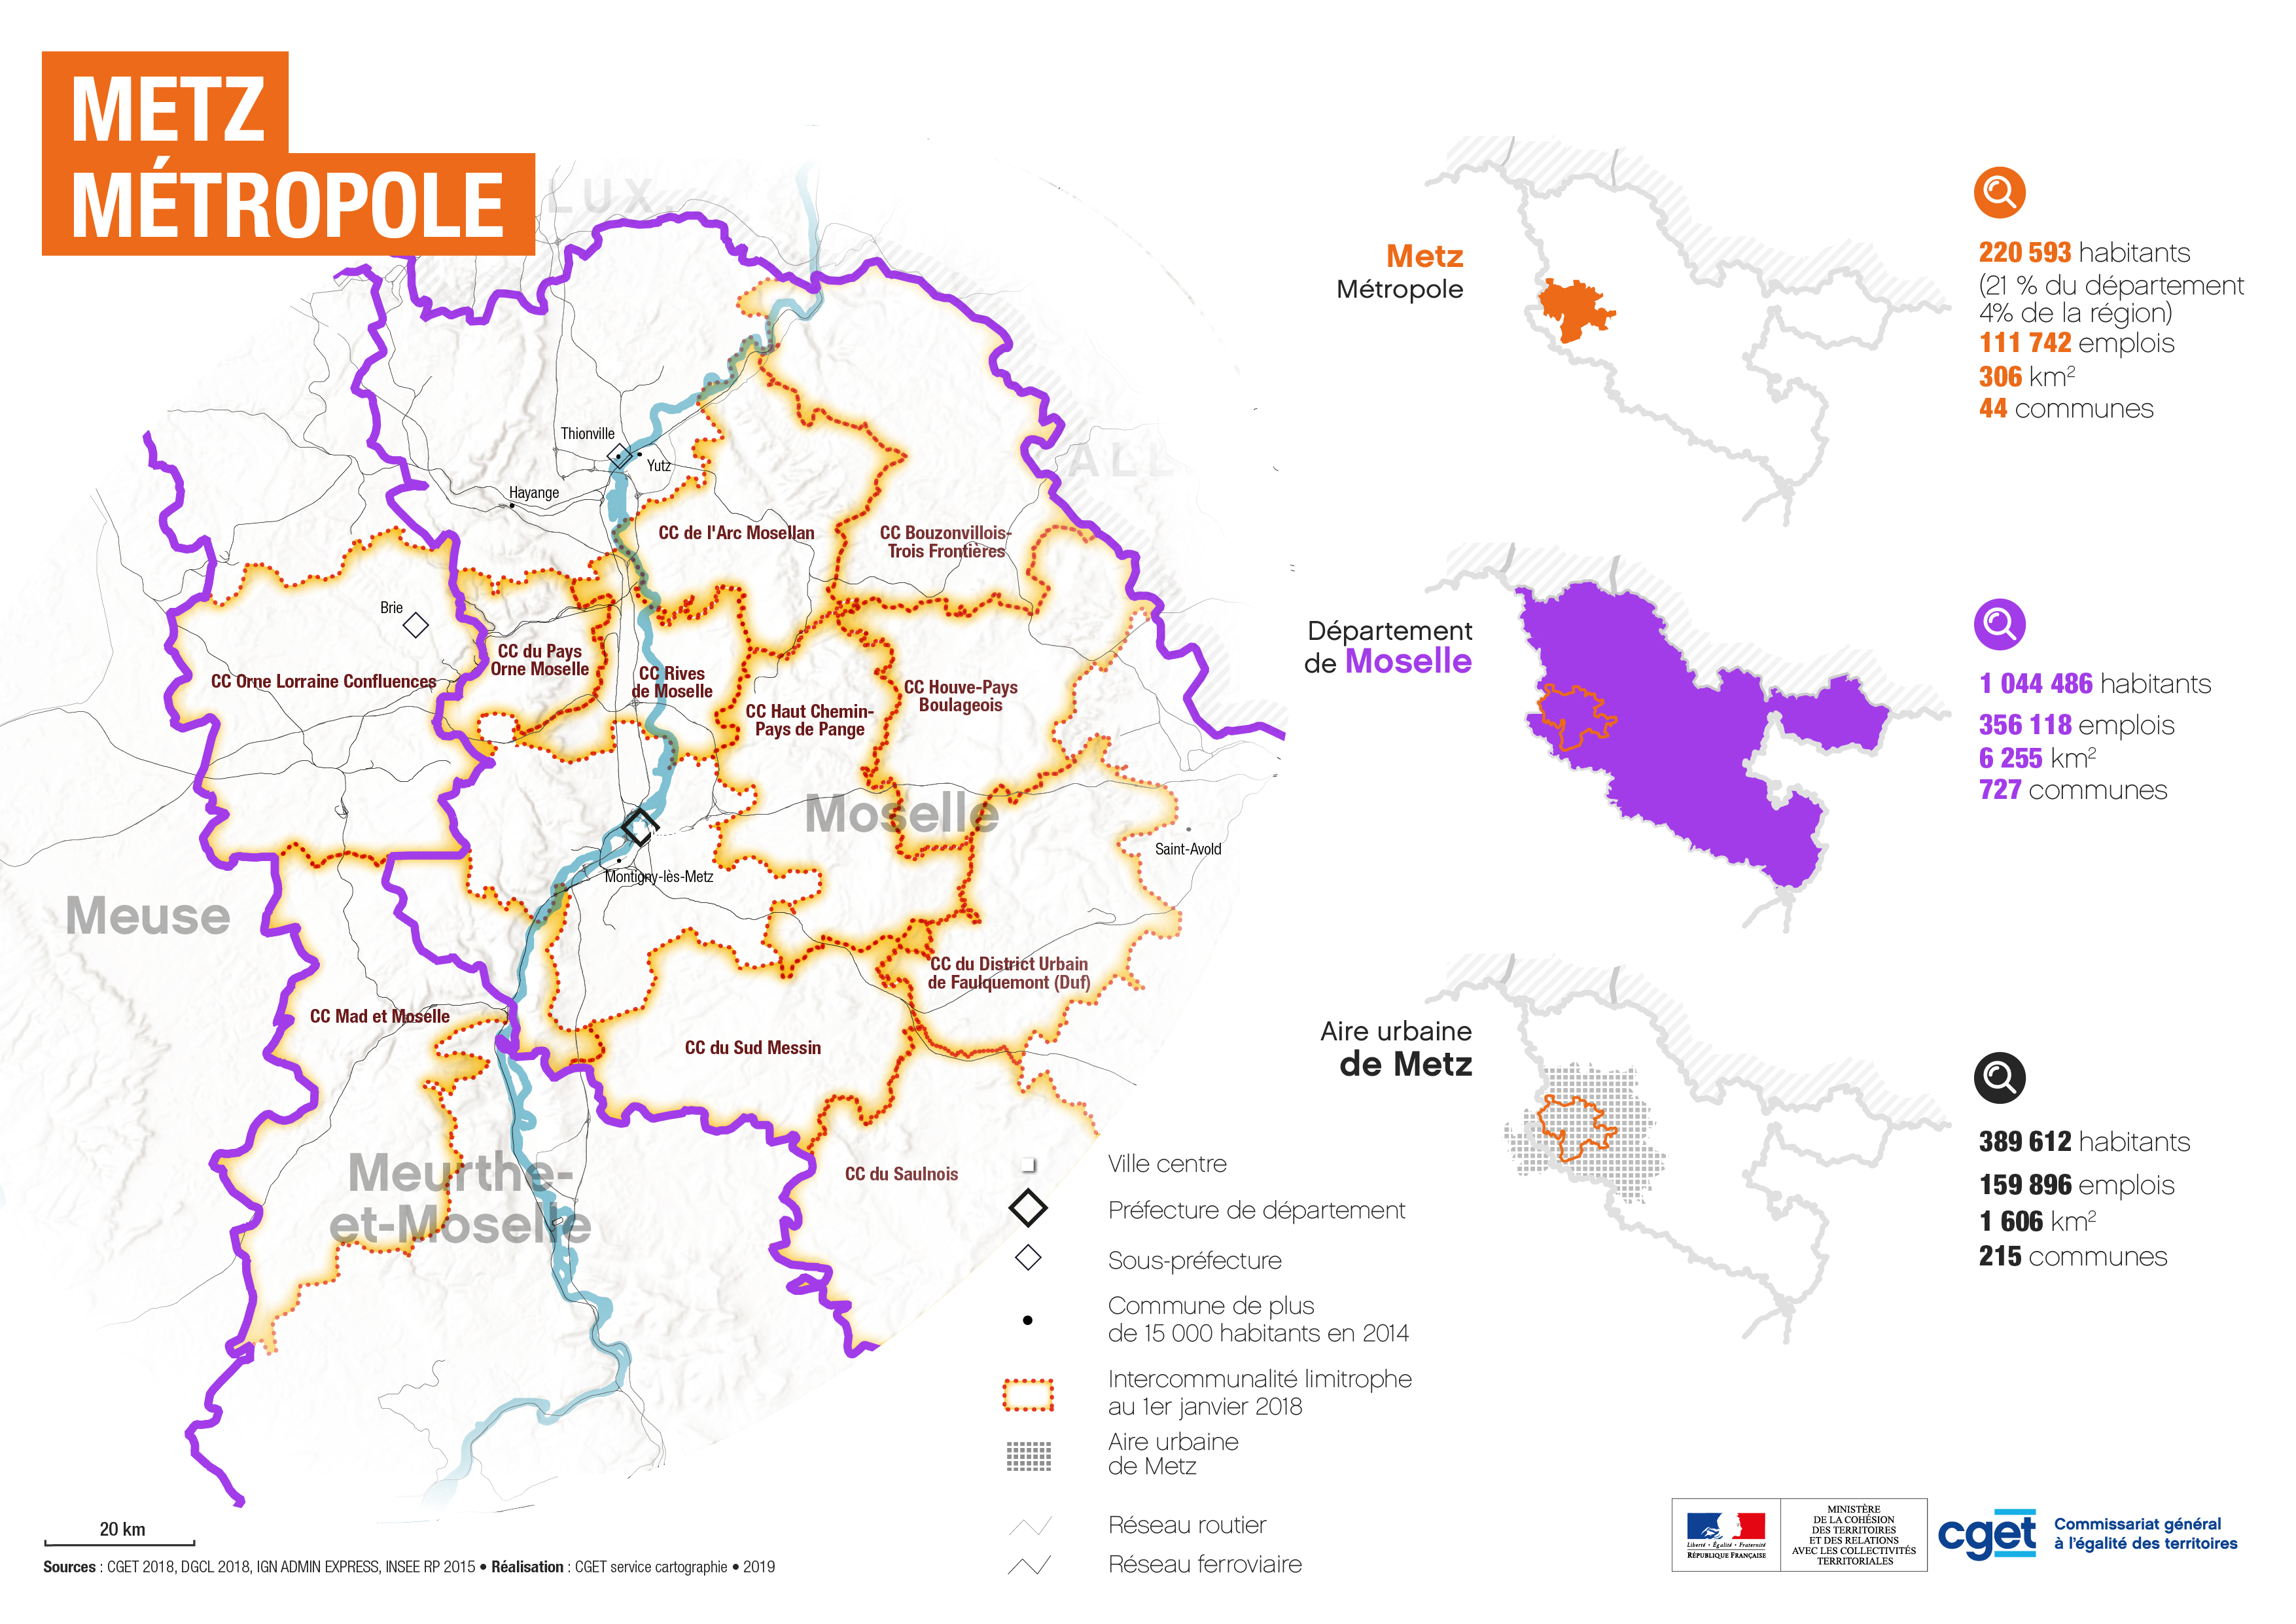 METZ
MÉTROPOLE
LUX.
ALL
Thionville
Yutz
Hayange
CC de l'Arc Mosellan
CC Bouzonvillois-
Trois Frontières
Brie
CC du Pays
Orne Moselle
CC Orne Lorraine Confluences
CC Rives
de Moselle
CC Houve-Pays
Boulageois
CC Haut Chemin-
Pays de Pange
Moselle
Saint-Avold
Montigny-lès-Metz
Meuse
CC du District Urbain
de Faulquemont (Duf)
CC Mad et Moselle
CC du Sud Messin
Meurthe-
et-Moselle
CC du Saulnois
Ville centre
Préfecture de département
Sous-préfecture
Commune de plus
de 15 000 habitants en 2014
Intercommunalité limitrophe
au 1er janvier 2018
Aire urbaine
de Metz
Réseau routier
Réseau ferroviaire
20 km
Sources : CGET 2018, DGCL 2018, IGN ADMIN EXPRESS, INSEE RP 2015 • Réalisation : CGET service cartographie • 2019
Metz
Métropole
220 593 habitants
(21 % du département
4% de la région)
111 742 emplois
306 km²
44 communes
Département
de Moselle
1 044 486 habitants
356 118 emplois
6 255 km²
727 communes
Aire urbaine
de Metz
389 612 habitants
159 896 emplois
1 606 km²
215 communes
Liberté • Égalité • Fraternité
RÉPUBLIQUE FRANÇAISE
MINISTÈRE
DE LA COHÉSION
DES TERRITOIRES
ET DES RELATIONS
AVEC LES COLLECTIVITÉS
TERRITORIALES
cget
Commissariat général
à l'égalité des territoires